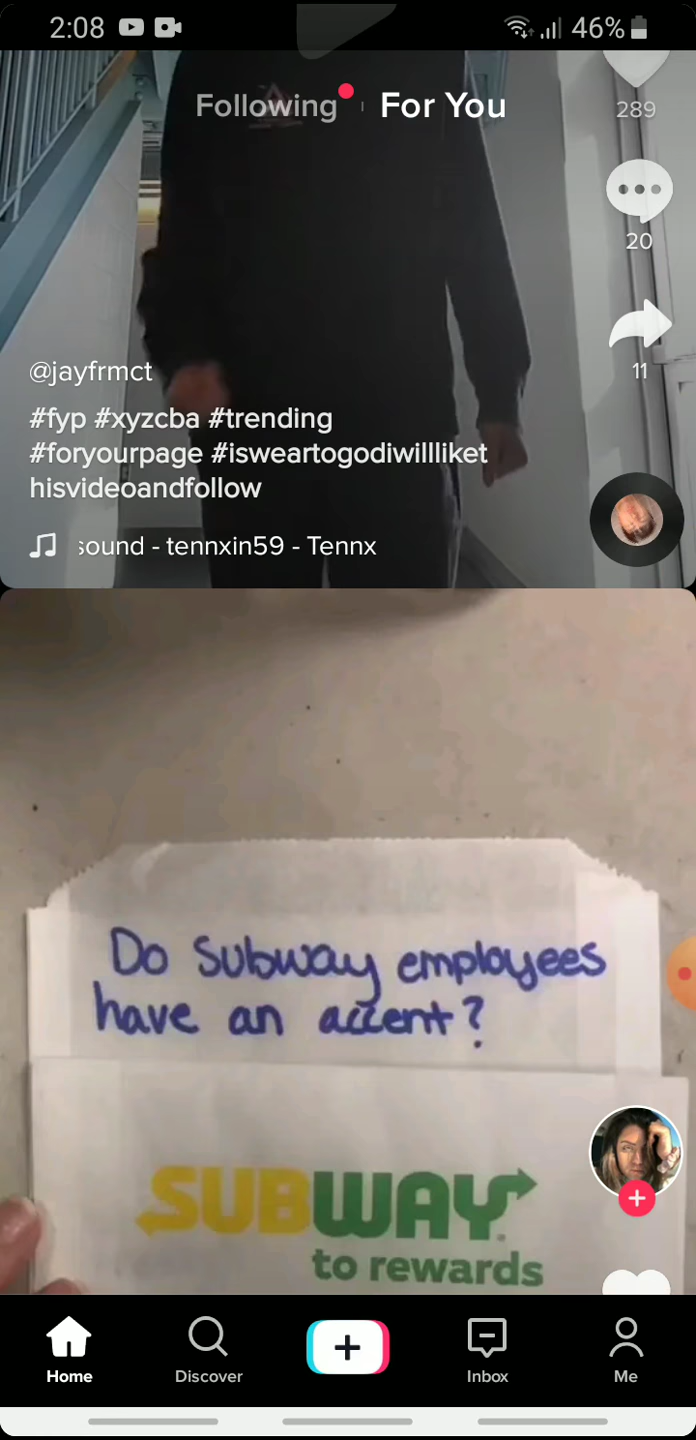 2:08
46%
Following
For You
289
20
11
@jayfrmct
#fyp #xyzcba #trending
#foryourpage #isweartogodiwillliket
hisvideoandfollow
sound - tennxin59 - Tennx
Do Subway employees
have an accent?
SUBWAY
to rewards
Home
Discover
Inbox
Me